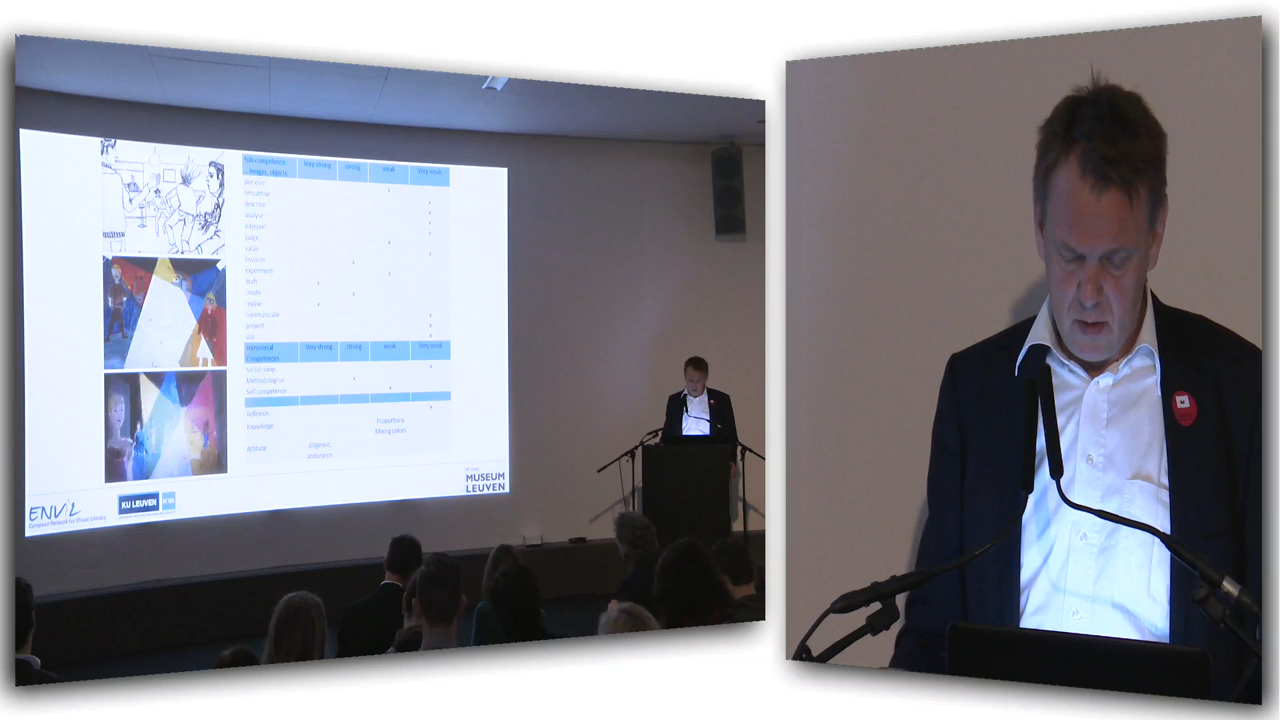 Sub-competencies Very strong strong weak Very weak
Images, objects
perceive
empathise
describe
analyse
interpret
judge
value
envision
experiment
draft
create
realise
communicate
present
use
Transversal Very strong strong weak Very weak
competences
Social comp.
Methodological
Self competence
Reflexion
Knowledge Proportions
Mixing colors
Attitude Diligence,
endurance
ENViL
European Network for Visual Literacy
KU LEUVEN
MUSEUM
LEUVEN